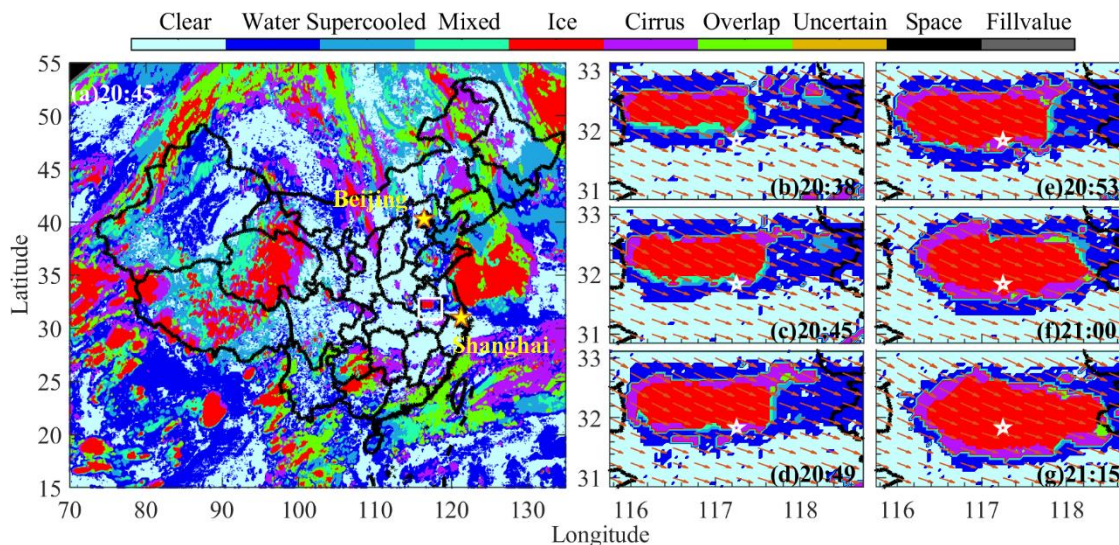 Clear Water Supercooled Mixed Ice Cirrus Overlap Uncertain Space Fillvalue
55
50
45
40
35
30
25
20
15
Latitude
(a)20:45
Beijing
Shanghai
70 80 90 100 110 120 130
33
32
31
(b)20:38
(e)20:53
33
32
31
(c)20:45
(f)21:00
33
32
31
(d)20:49
(g)21:15
116 117 118 116 117 118
Longitude